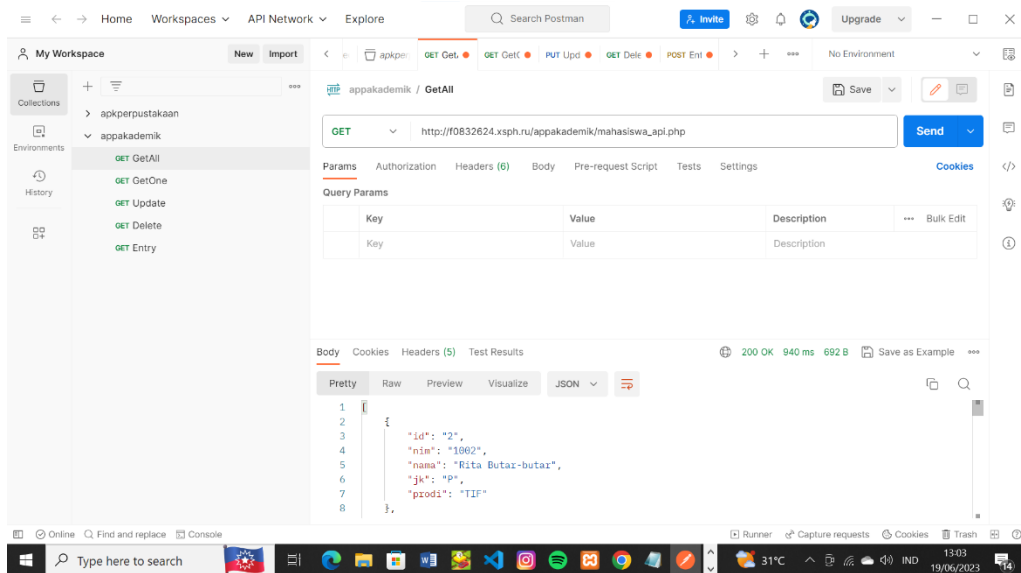 Home Workspaces API Network Explore Search Postman Invite Upgrade
My Workspace New Import apkper GET Get GET Get( PUT Upd GET Dele POST Ent No Environment
Collections
Environments
History
apkperpustakaan
appakademik
GET GetAll
GET GetOne
GET Update
GET Delete
GET Entry
HTTP appakademik / GetAll Save
GET http://f0832624.xsph.ru/appakademik/mahasiswa_api.php Send
Params Authorization Headers (6) Body Pre-request Script Tests Settings Cookies
Query Params
Key Value Description Bulk Edit
Key Value Description
Body Cookies Headers (5) Test Results 200 OK 940 ms 692 B Save as Example
Pretty Raw Preview Visualize JSON
1 [
2 {
3 "id": "2",
4 "nim": "1002",
5 "nama": "Rita Butar-butar",
6 "jk": "P",
7 "prodi": "TIF"
8 },
Online Find and replace Console Runner Capture requests Cookies Trash
Type here to search 31°C IND 13:03
19/06/2023 14